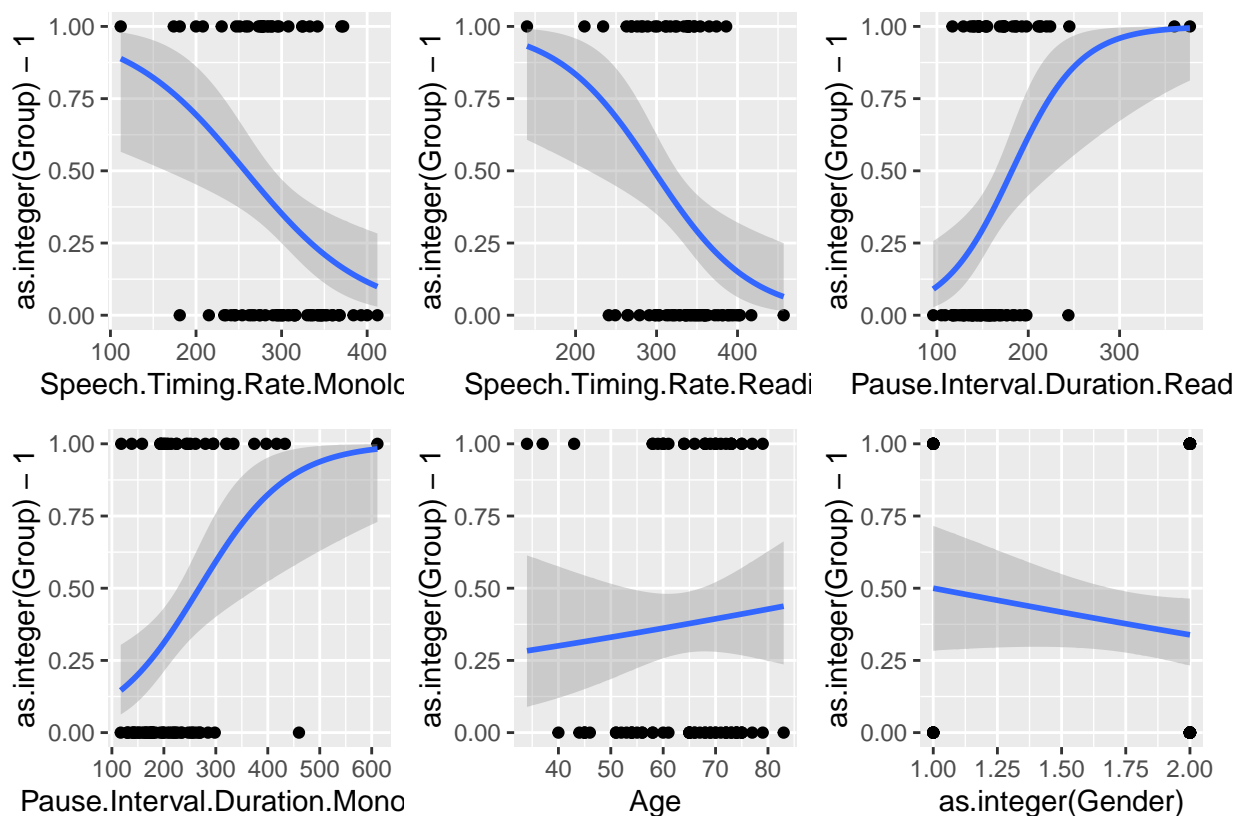 as.integer(Group) − 1
1.00
0.75
0.50
0.25
0.00
100 200 300 400
Speech.Timing.Rate.Monolo
as.integer(Group) − 1
1.00
0.75
0.50
0.25
0.00
200 300 400
Speech.Timing.Rate.Readi
as.integer(Group) − 1
1.00
0.75
0.50
0.25
0.00
100 200 300
Pause.Interval.Duration.Read
as.integer(Group) − 1
1.00
0.75
0.50
0.25
0.00
100 200 300 400 500 600
Pause.Interval.Duration.Mono
as.integer(Group) − 1
1.00
0.75
0.50
0.25
0.00
40 50 60 70 80
Age
as.integer(Group) − 1
1.00
0.75
0.50
0.25
0.00
1.00 1.25 1.50 1.75 2.00
as.integer(Gender)